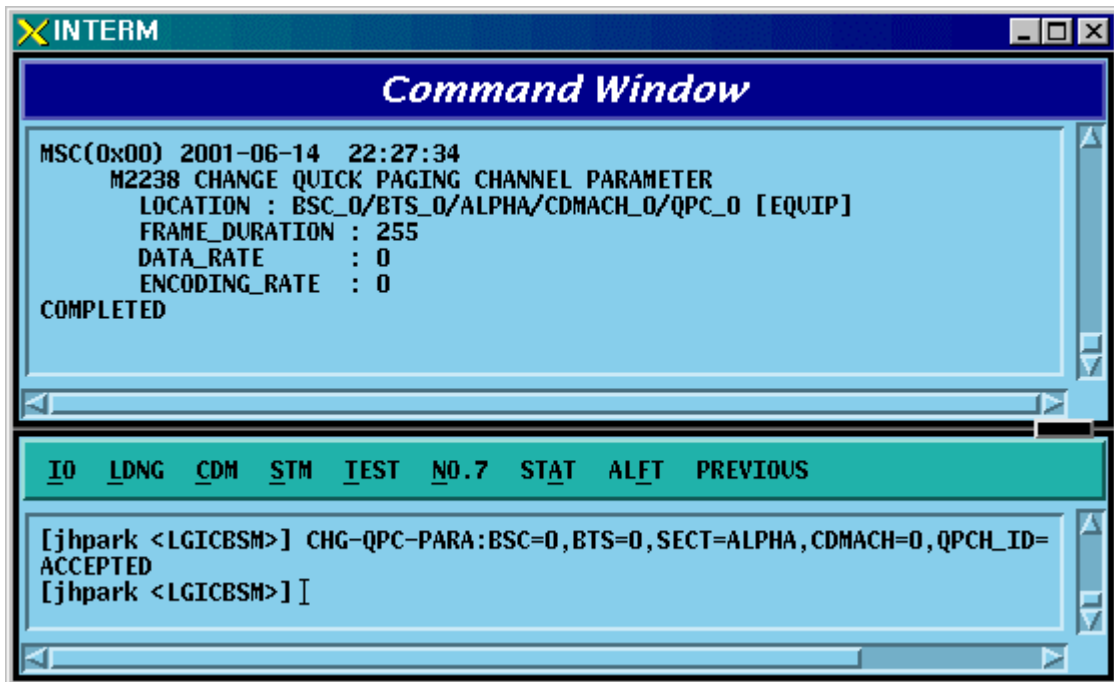 INTERM
Command Window
MSC(0x00) 2001-06-14 22:27:34
M2238 CHANGE QUICK PAGING CHANNEL PARAMETER
LOCATION : BSC_0/BTS_0/ALPHA/CDMACH_0/QPC_0 [EQUIP]
FRAME_DURATION : 255
DATA_RATE : 0
ENCODING_RATE : 0
COMPLETED
IO LDNG CDM STM TEST NO.7 STAT ALFT PREVIOUS
[jhpark <LGICBSM>] CHG-QPC-PARA:BSC=0,BTS=0,SECT=ALPHA,CDMACH=0,QPCH_ID=
ACCEPTED
[jhpark <LGICBSM>]